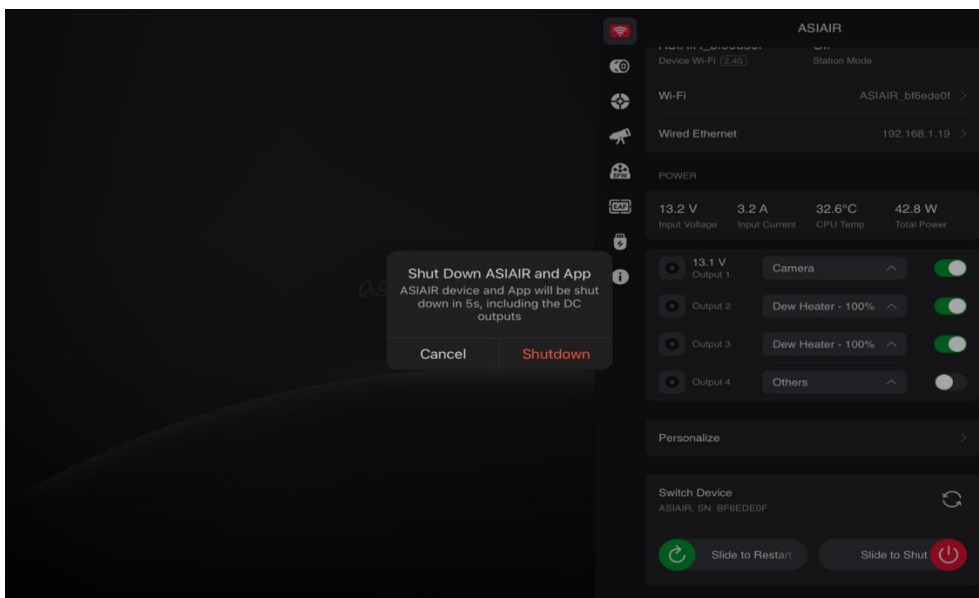 ASIAIR
Device Wi-Fi 2.4G
Station Mode
Wi-Fi
ASIAIR_bf6ede0f
Wired Ethernet
192.168.1.19
POWER
13.2 V
3.2 A
32.6°C
42.8 W
Input Voltage
Input Current
CPU Temp
Total Power
EFW
EAF
Shut Down ASIAIR and App
ASIAIR device and App will be shut
down in 5s, including the DC
outputs
Cancel
Shutdown
13.1 V
Output 1
Camera
Output 2
Dew Heater - 100%
Output 3
Dew Heater - 100%
Output 4
Others
Personalize
Switch Device
ASIAIR, SN: BF6EDE0F
Slide to Restart
Slide to Shut